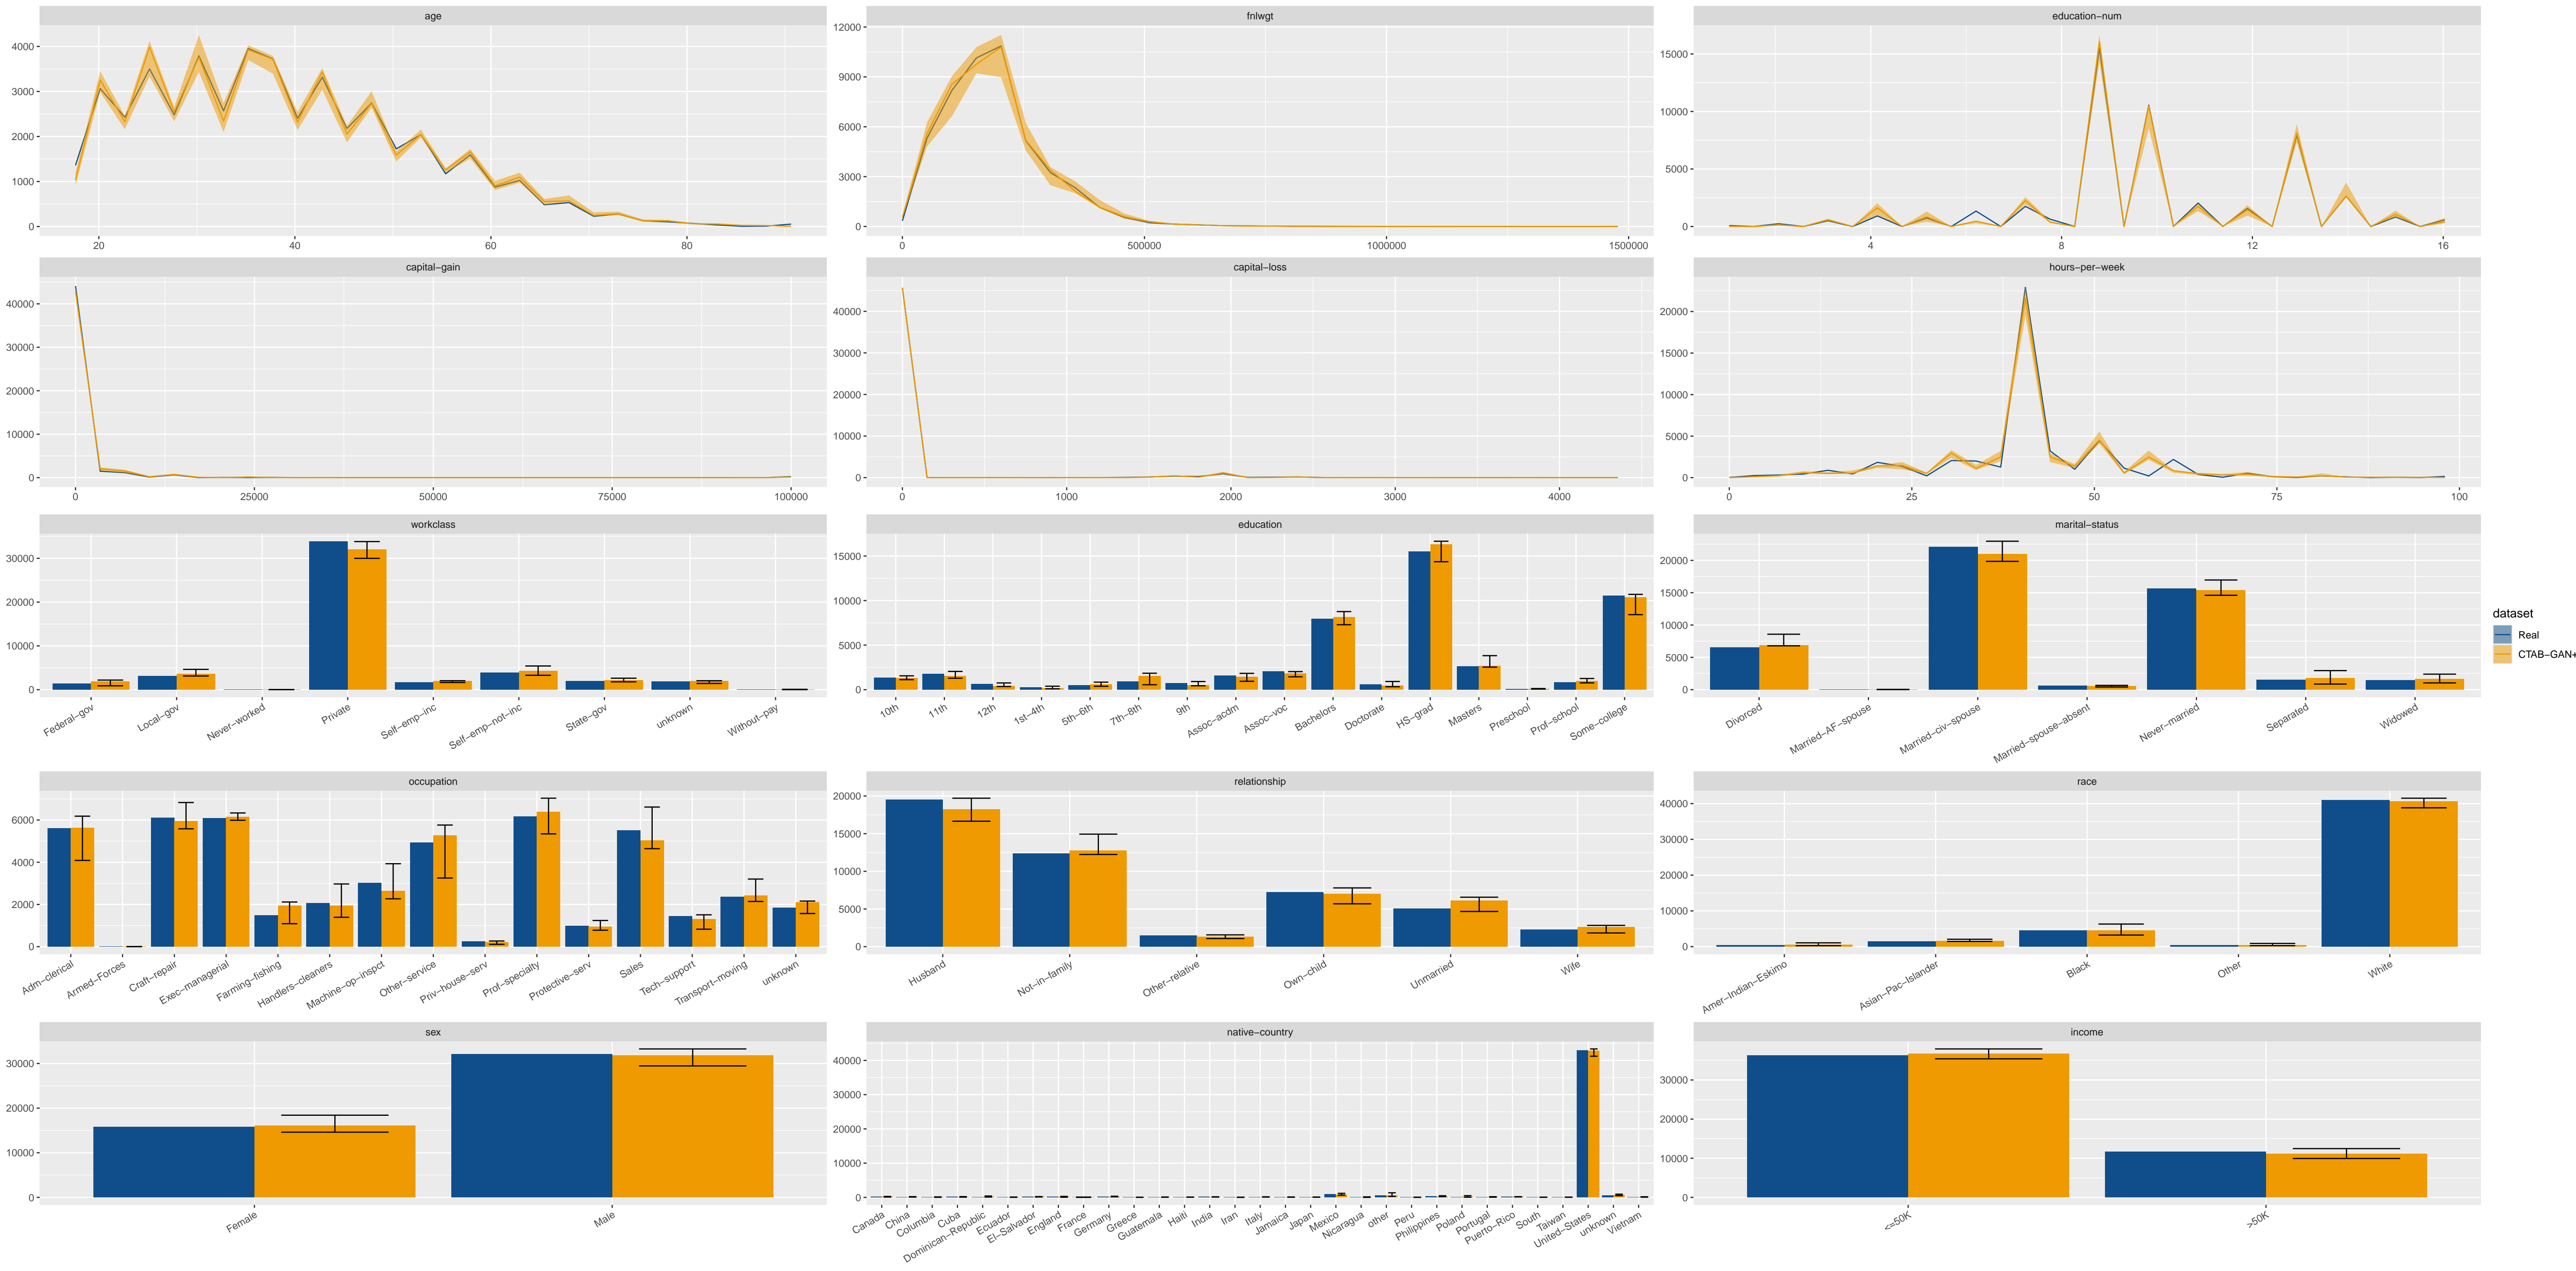 age
fnlwgt
education−num
4000
3000
2000
1000
0
20
40
60
80
12000
9000
6000
3000
0
0
500000
1000000
1500000
15000
10000
5000
0
4
8
12
16
capital−gain
capital−loss
hours−per−week
40000
30000
20000
10000
0
0
25000
50000
75000
100000
40000
30000
20000
10000
0
0
1000
2000
3000
4000
20000
15000
10000
5000
0
0
25
50
75
100
workclass
education
marital−status
30000
20000
10000
0
Federal−gov
Local−gov
Never−worked
Private
Self−emp−inc
Self−emp−not−inc
State−gov
unknown
Without−pay
15000
10000
5000
0
10th
11th
12th
1st−4th
5th−6th
7th−8th
9th
Assoc−acdm
Assoc−voc
Bachelors
Doctorate
HS−grad
Masters
Preschool
Prof−school
Some−college
20000
15000
10000
5000
0
Divorced
Married−AF−spouse
Married−civ−spouse
Married−spouse−absent
Never−married
Separated
Widowed
dataset
Real
CTAB−GAN+
occupation
relationship
race
6000
4000
2000
0
Adm−clerical
Armed−Forces
Craft−repair
Exec−managerial
Farming−fishing
Handlers−cleaners
Machine−op−inspct
Other−service
Priv−house−serv
Prof−specialty
Protective−serv
Sales
Tech−support
Transport−moving
unknown
20000
15000
10000
5000
0
Husband
Not−in−family
Other−relative
Own−child
Unmarried
Wife
40000
30000
20000
10000
0
Amer−Indian−Eskimo
Asian−Pac−Islander
Black
Other
White
sex
native−country
income
30000
20000
10000
0
Female
Male
40000
30000
20000
10000
0
Canada
China
Columbia
Cuba
Dominican−Republic
Ecuador
El−Salvador
England
France
Germany
Greece
Guatemala
Haiti
India
Iran
Italy
Jamaica
Japan
Mexico
Nicaragua
other
Peru
Philippines
Poland
Portugal
Puerto−Rico
South
Taiwan
United−States
unknown
Vietnam
30000
20000
10000
0
<=50K
>50K